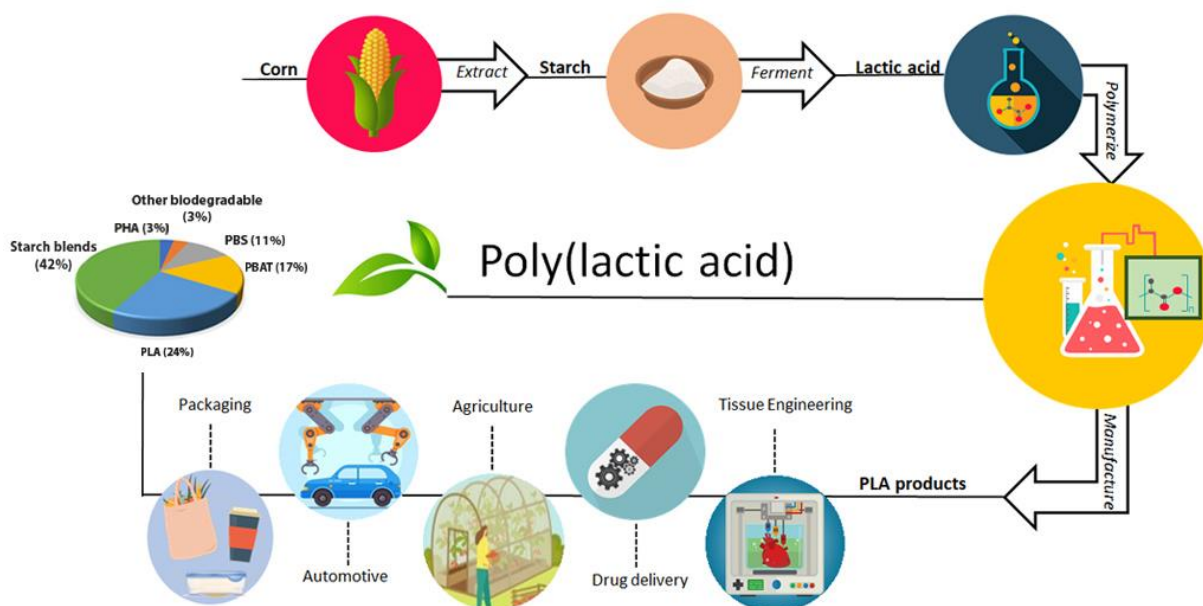 Corn
Extract
Starch
Ferment
Lactic acid
Polymerize
Other biodegradable
(3%)
PHA (3%)
PBS (11%)
Starch blends
(42%)
PBAT (17%)
PLA (24%)
Poly(lactic acid)
n
Manufacture
PLA products
Packaging
Automotive
Agriculture
Drug delivery
Tissue Engineering